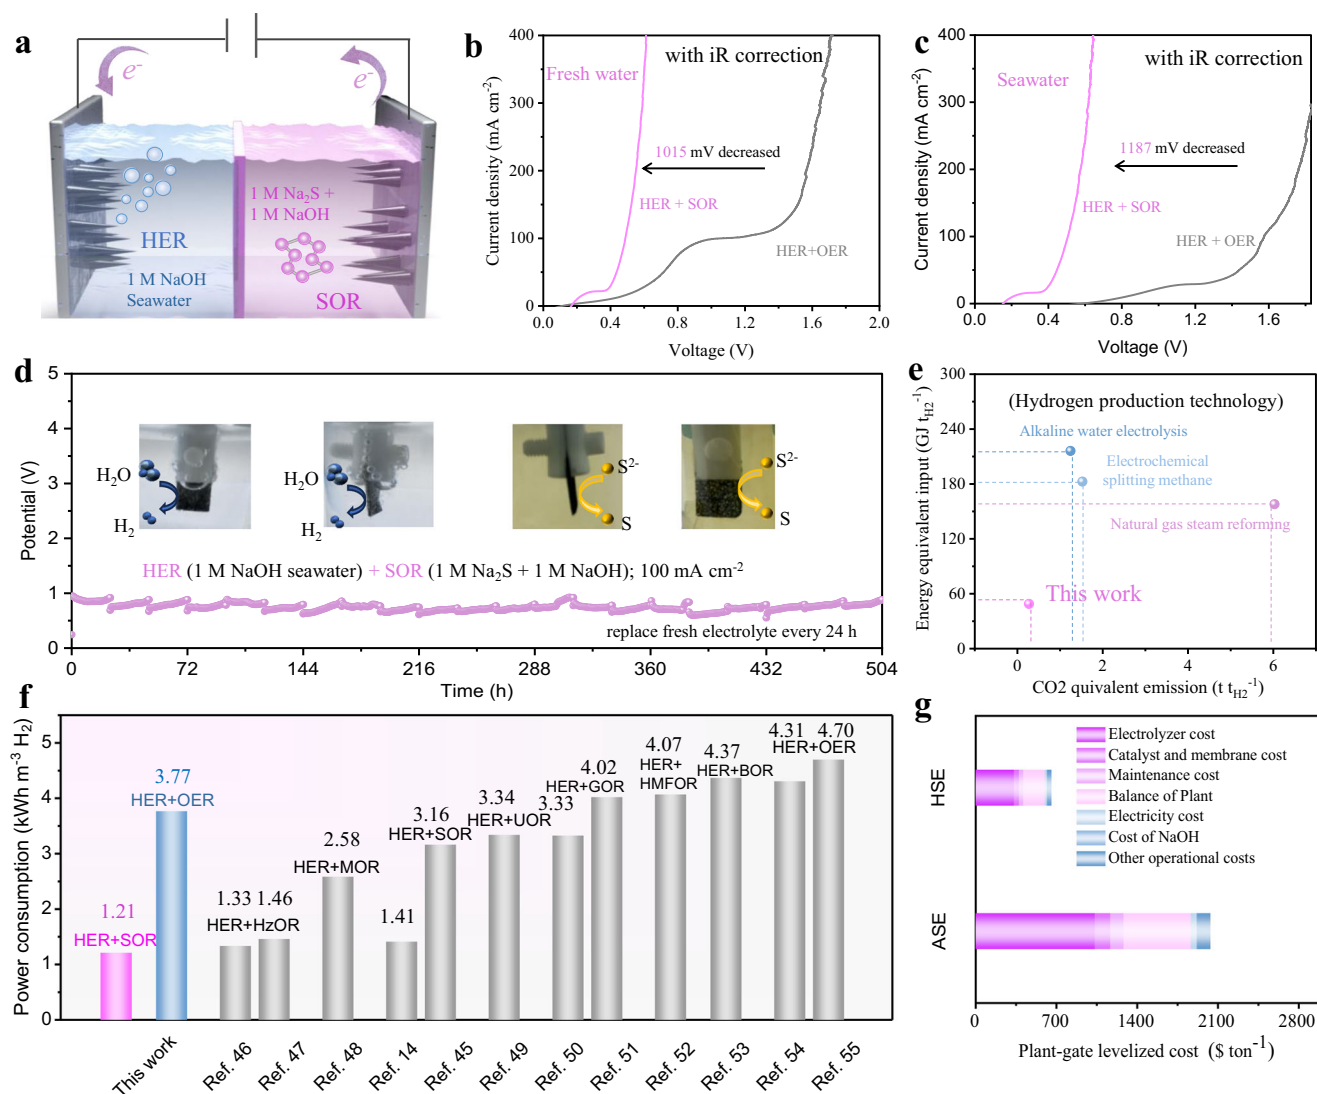 a
e-
e-
1 M Na2S +
1 M NaOH
HER
1 M NaOH
Seawater
SOR
b
400
300
200
100
0
Current density (mA cm-2)
Fresh water
with iR correction
1015 mV decreased
HER + SOR
HER+OER
0.0
0.4
0.8
1.2
1.6
2.0
Voltage (V)
c
400
300
200
100
0
Current density (mA cm-2)
with iR correction
Seawater
1187 mV decreased
HER + SOR
HER + OER
0.0
0.4
0.8
1.2
1.6
Voltage (V)
d
5
4
3
2
1
0
Potential (V)
H2O
H2
H2O
H2
S2-
S
S2-
S
HER (1 M NaOH seawater) + SOR (1 M Na2S + 1 M NaOH); 100 mA cm-2
replace fresh electrolyte every 24 h
0
72
144
216
288
360
432
504
Time (h)
e
300
240
180
120
60
0
Energy equivalent input (GJ tH2-1)
(Hydrogen production technology)
Alkaline water electrolysis
Electrochemical
splitting methane
Natural gas steam reforming
This work
0
2
4
6
CO2 quivalent emission (t tH2-1)
f
5
4
3
2
1
0
Power consumption (kWh m-3 H2)
1.21
HER+SOR
3.77
HER+OER
1.33
1.46
HER+HzOR
2.58
HER+MOR
1.41
3.16
HER+SOR
3.34
HER+UOR
3.33
4.02
HER+GOR
4.07
HER+
HMFOR
4.37
HER+BOR
4.31
4.70
HER+OER
This work
Ref. 46
Ref. 47
Ref. 48
Ref. 14
Ref. 45
Ref. 49
Ref. 50
Ref. 51
Ref. 52
Ref. 53
Ref. 54
Ref. 55
g
Electrolyzer cost
Catalyst and membrane cost
Maintenance cost
Balance of Plant
Electricity cost
Cost of NaOH
Other operational costs
HSE
ASE
0
700
1400
2100
2800
Plant-gate levelized cost ($ ton-1)